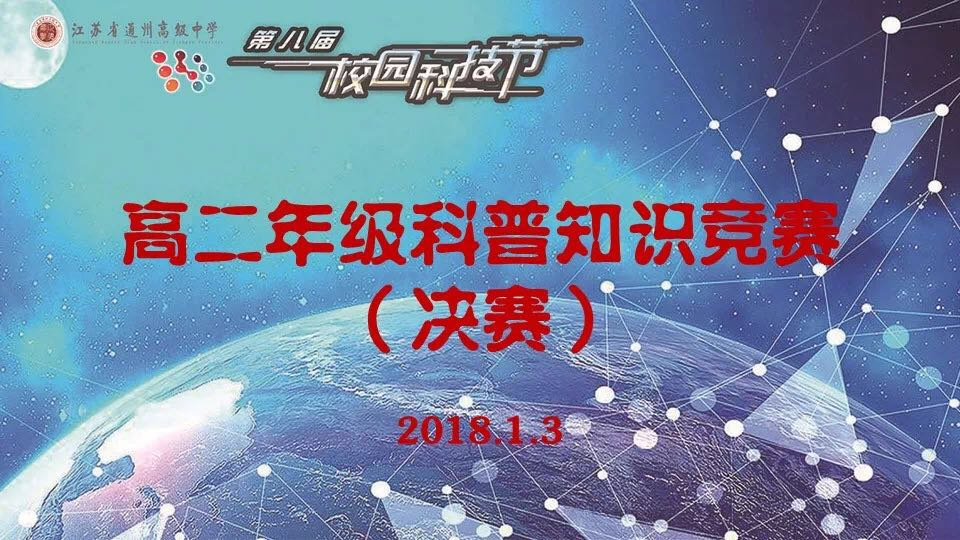 江苏省通州高级中学
第八届
校园科技节
高二年级科普知识竞赛
（决赛）
2018.1.3